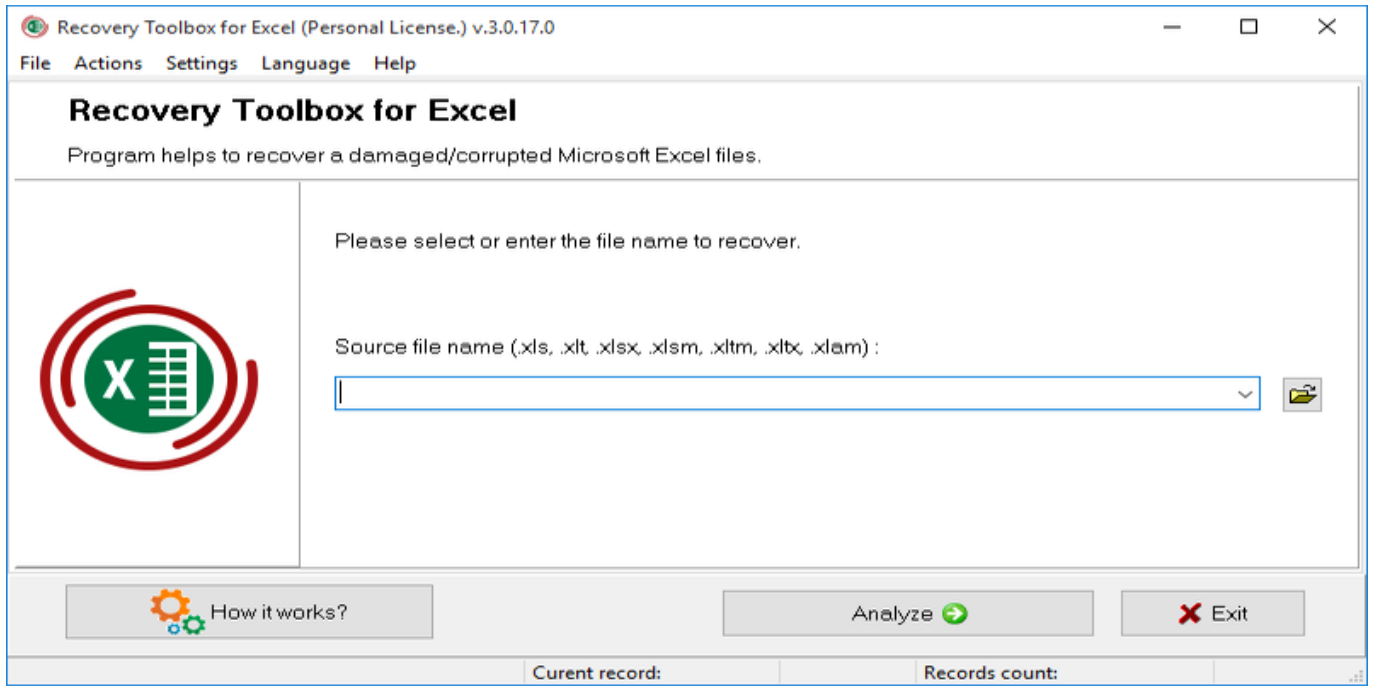 Recovery Toolbox for Excel (Personal License.) v.3.0.17.0
File Actions Settings Language Help
Recovery Toolbox for Excel
Program helps to recover a damaged/corrupted Microsoft Excel files.
Please select or enter the file name to recover.
Source file name (.xls, .xlt, .xlsx, .xlsm, .xltm, .xltx, .xlam) :
X
How it works?
Analyze
Exit
Curent record:
Records count: